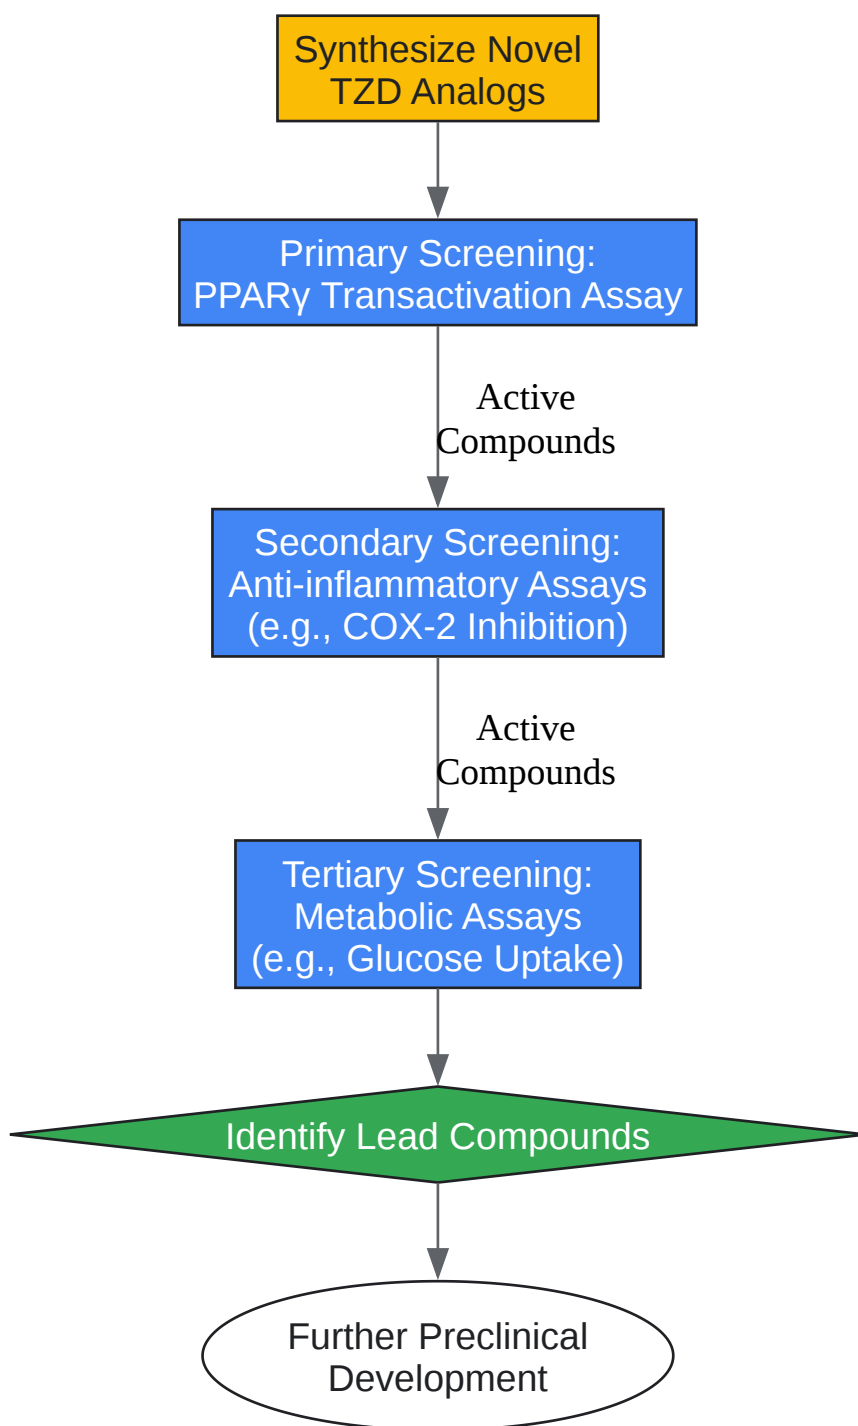 Synthesize Novel
TZD Analogs
Primary Screening:
PPARγ Transactivation Assay
Active
Compounds
Secondary Screening:
Anti-inflammatory Assays
(e.g., COX-2 Inhibition)
Active
Compounds
Tertiary Screening:
Metabolic Assays
(e.g., Glucose Uptake)
Identify Lead Compounds
Further Preclinical
Development